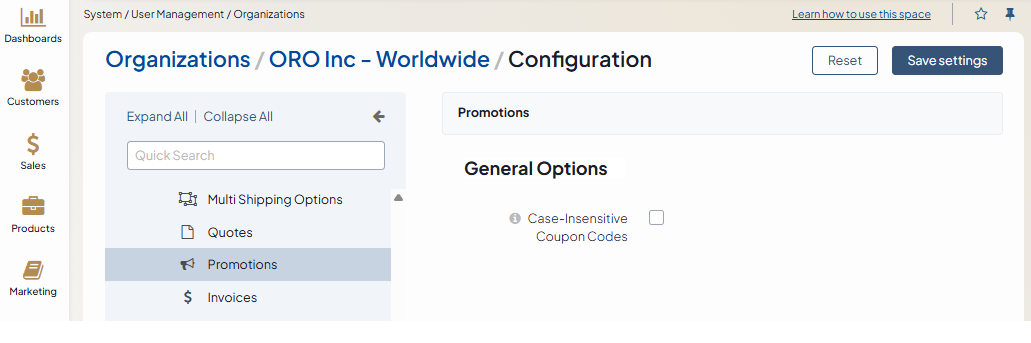 System / User Management / Organizations
Learn how to use this space
Dashboards
Customers
Sales
Products
Marketing
Organizations / ORO Inc - Worldwide / Configuration
Reset
Save settings
Expand All | Collapse All
Quick Search
Multi Shipping Options
Quotes
Promotions
Invoices
Promotions
General Options
Case-Insensitive
Coupon Codes